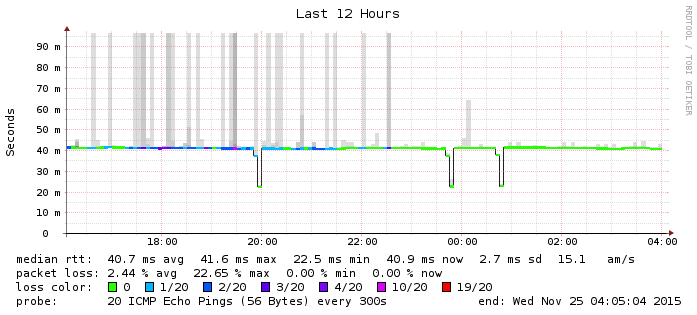 Last 12 Hours
RRDTOOL / TOBI OETIKER
Seconds
90 m
80 m
70 m
60 m
50 m
40 m
30 m
20 m
10 m
0
18:00 20:00 22:00 00:00 02:00 04:00
median rtt: 40.7 ms avg 41.6 ms max 22.5 ms min 40.9 ms now 2.7 ms sd 15.1 am/s
packet loss: 2.44 % avg 22.65 % max 0.00 % min 0.00 % now
loss color: 0 1/20 2/20 3/20 4/20 10/20 19/20
probe: 20 ICMP Echo Pings (56 Bytes) every 300s end: Wed Nov 25 04:05:04 2015